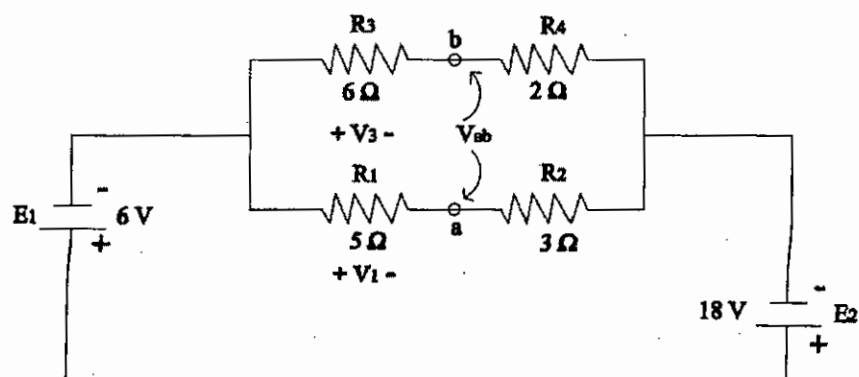 R3 b R4
6 Ω 2 Ω
+ V3 - Vab
R1 R2
- E1 6 V
+ 5 Ω a 3 Ω
+ V1 -
- 18 V E2
+